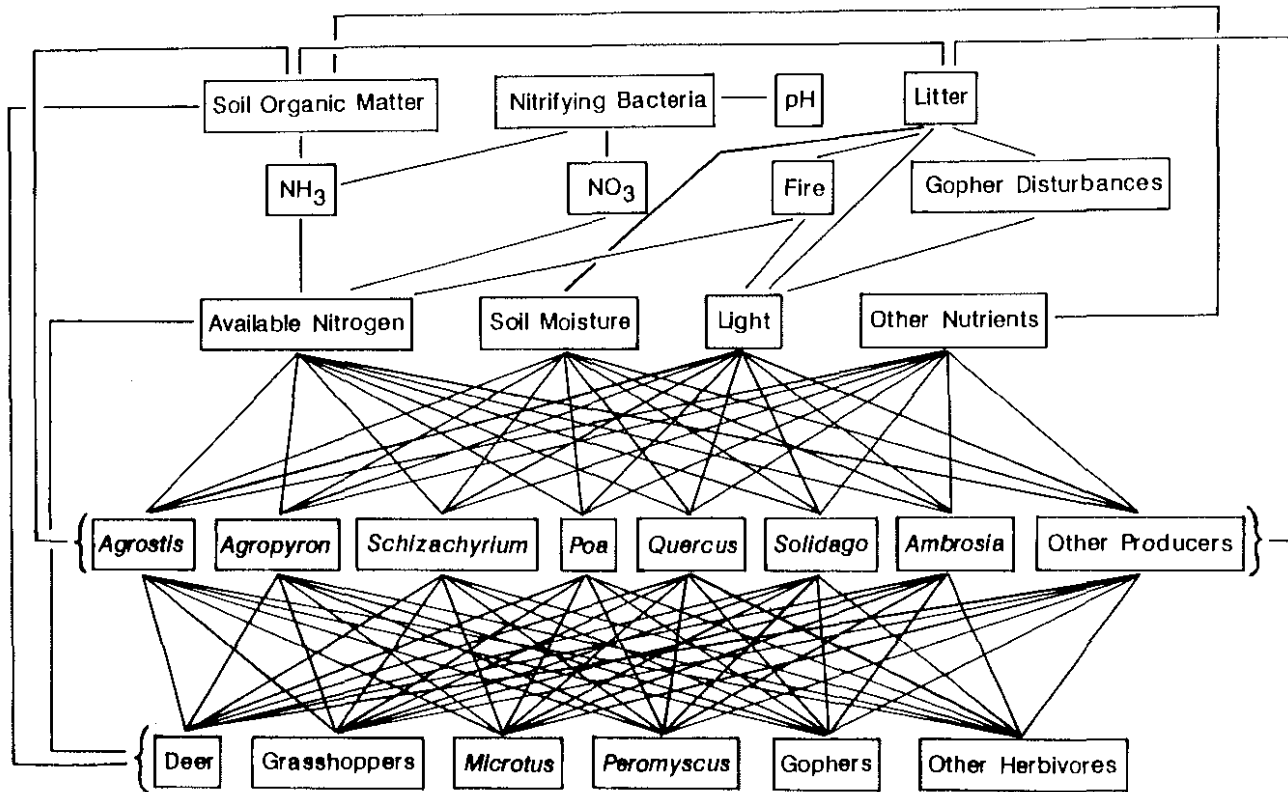 Soil Organic Matter
Nitrifying Bacteria
pH
Litter
NH3
NO3
Fire
Gopher Disturbances
Available Nitrogen
Soil Moisture
Light
Other Nutrients
Agrostis
Agropyron
Schizachyrium
Poa
Quercus
Solidago
Ambrosia
Other Producers
Deer
Grasshoppers
Microtus
Peromyscus
Gophers
Other Herbivores